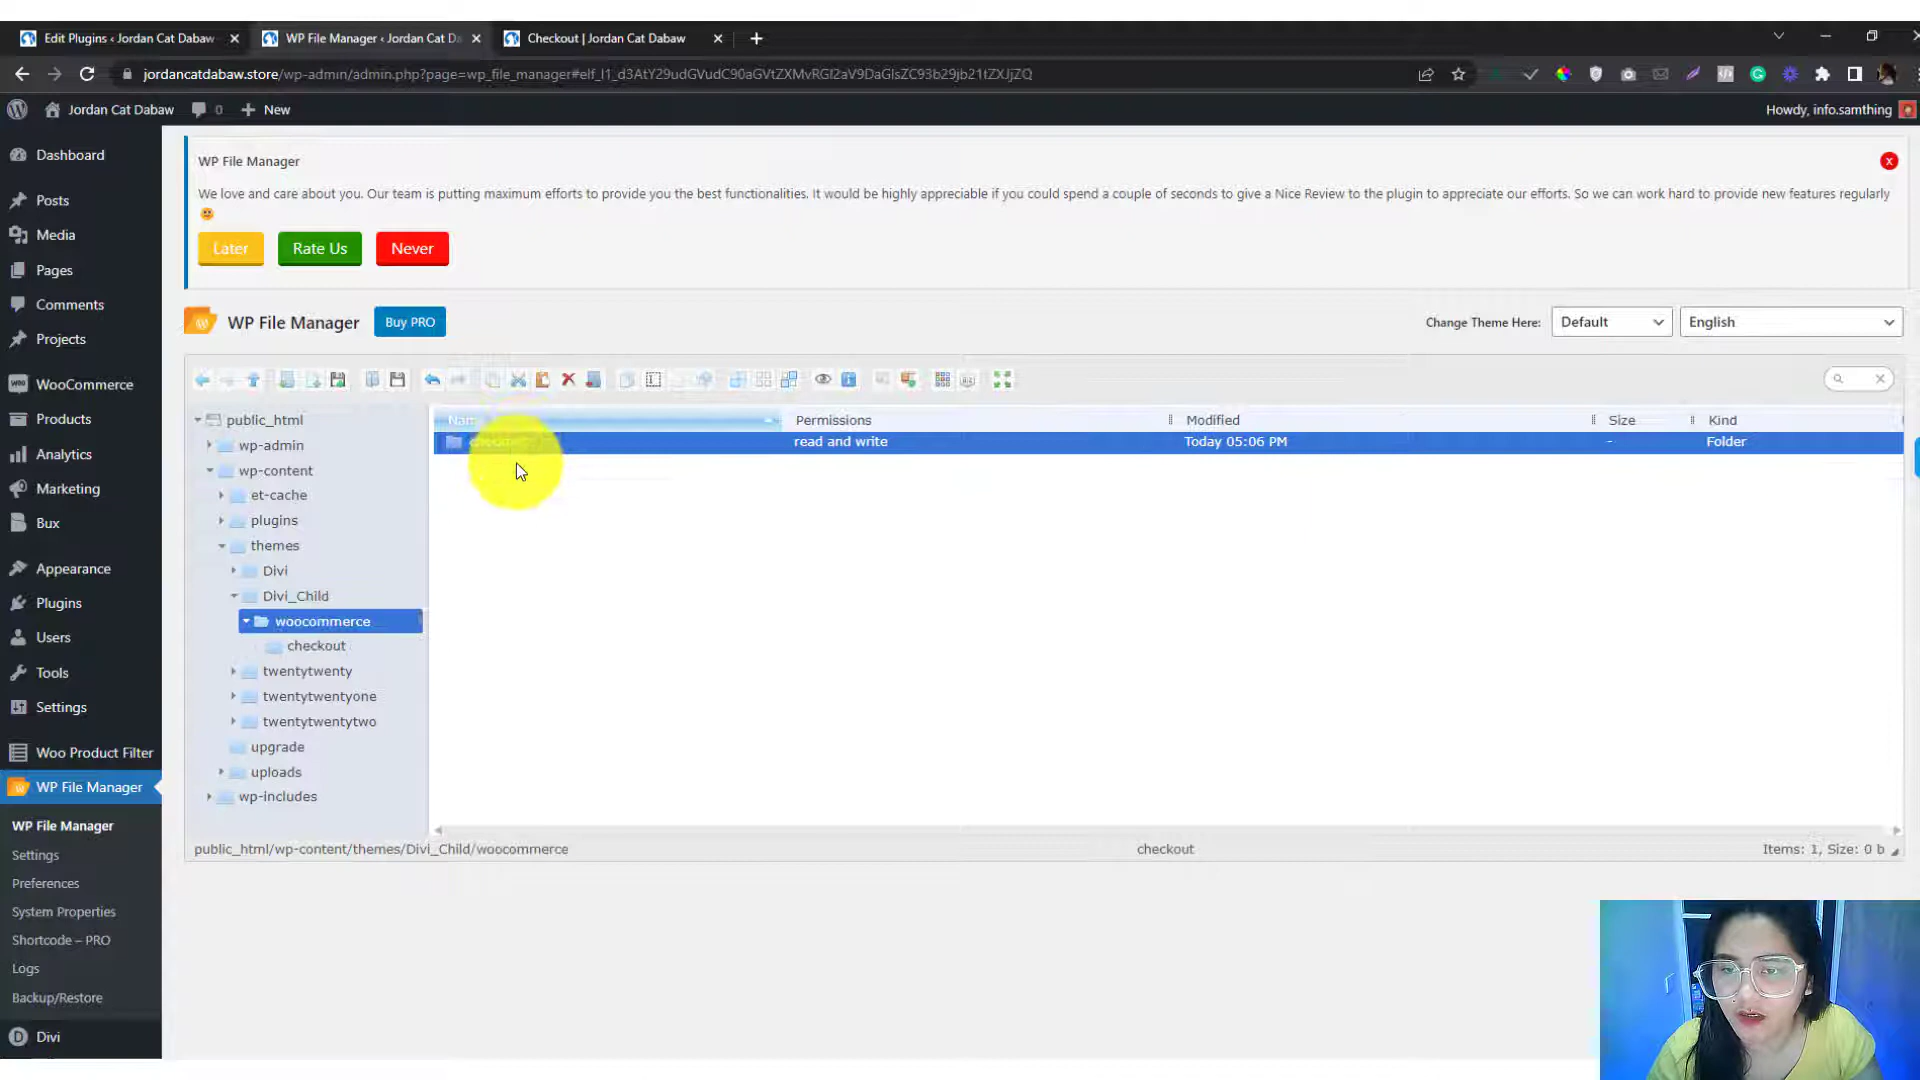 Edit Plugins ‹ Jordan Cat Dabaw
WP File Manager ‹ Jordan Cat D
Checkout | Jordan Cat Dabaw
jordancatdabaw.store/wp-admin/admin.php?page=wp_file_manager#elf_l1_d3AtY29udGVudC90aGVtZXMvRGl2aV9DaGlsZC93b29jb21tZXJjZQ
Jordan Cat Dabaw
0
New
Howdy, info.samthing
Dashboard
Posts
Media
Pages
Comments
Projects
WooCommerce
Products
Analytics
Marketing
Bux
Appearance
Plugins
Users
Tools
Settings
Woo Product Filter
WP File Manager
WP File Manager
Settings
Preferences
System Properties
Shortcode – PRO
Logs
Backup/Restore
Divi
WP File Manager
We love and care about you. Our team is putting maximum efforts to provide you the best functionalities. It would be highly appreciable if you could spend a couple of seconds to give a Nice Review to the plugin to appreciate our efforts. So we can work hard to provide new features regularly
Later
Rate Us
Never
WP File Manager
Buy PRO
Change Theme Here:
Default
English
public_html
wp-admin
wp-content
et-cache
plugins
themes
Divi
Divi_Child
woocommerce
checkout
twentytwenty
twentytwentyone
twentytwentytwo
upgrade
uploads
wp-includes
Permissions
Modified
Size
Kind
read and write
Today 05:06 PM
-
Folder
public_html/wp-content/themes/Divi_Child/woocommerce
checkout
Items: 1, Size: 0 b